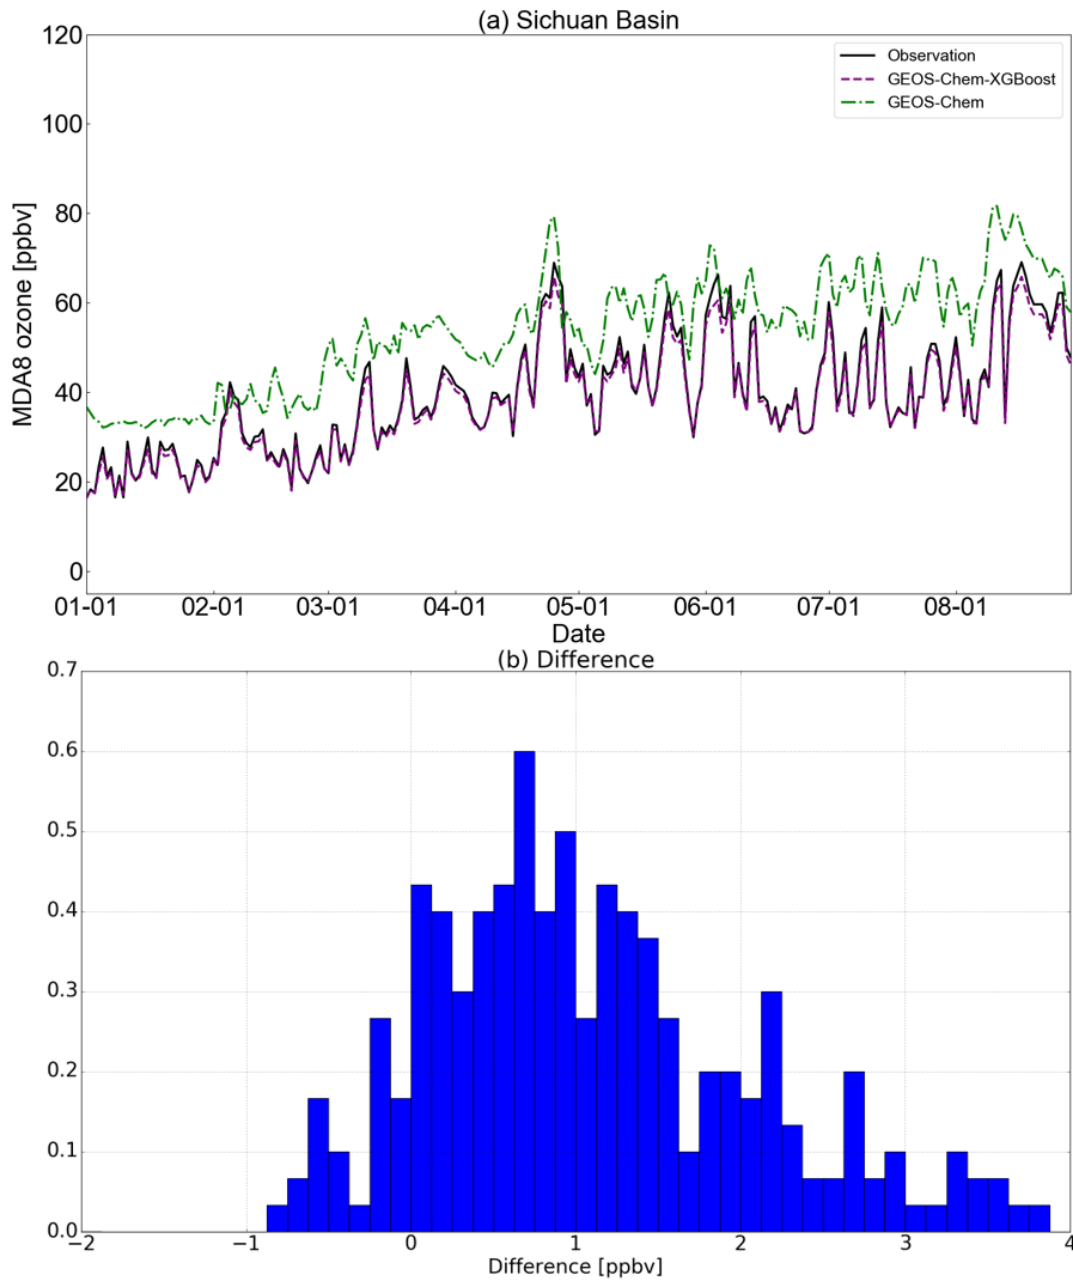 (a) Sichuan Basin
120
100
80
60
40
20
0
MDA8 ozone [ppbv]
Observation
GEOS-Chem-XGBoost
GEOS-Chem
01-01 02-01 03-01 04-01 05-01 06-01 07-01 08-01
Date
(b) Difference
0.7
0.6
0.5
0.4
0.3
0.2
0.1
0.0
−2 −1 0 1 2 3 4
Difference [ppbv]